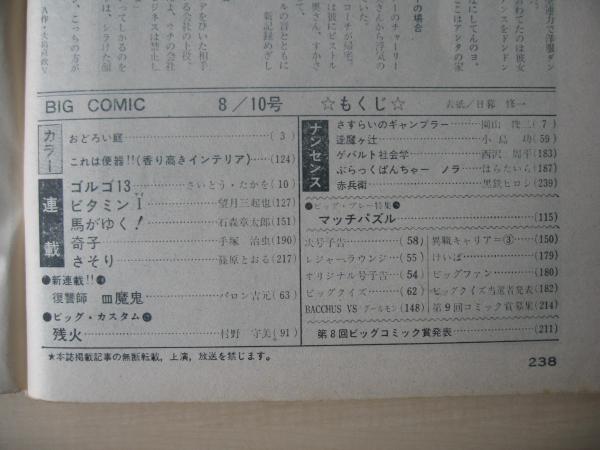 の場合
BIG COMIC 8／10号 ☆もくじ☆ 表紙／日暮修一
カラー
おどろい庭……(3)
これは便器!!(香り高きインテリア)……(124)
連載
ゴルゴ13……さいとう・たかを(10)
ビタミンI……望月三起也(127)
馬がゆく!……石森章太郎(151)
奇子……手塚治虫(190)
さそり……篠原とおる(217)
●新連載!!
復讐師 皿魔鬼……バロン吉元(63)
●ビッグ・カスタム
残火……村野守美(91)
ナンセンス
さすらいのギャンブラー……園山俊二(7)
逢魔ヶ辻……小島功(59)
ゲバルト社会学……西沢周平(183)
ぶらっくぱんちゃー ノラ……はらたいら(187)
赤兵衛……黒鉄ヒロシ(239)
●ビッグ・プレー特集
マッチパズル……(115)
次号予告……(58)
レジャーラウンジ……(55)
オリジナル号予告……(54)
ビッグクイズ……(62)
BACCHUS VS グールモン(148)
異職キャリア＝③……(150)
けいば……(179)
ビッグファン……(180)
ビッグクイズ当選者発表…(182)
第9回コミック賞募集(214)
第8回ビッグコミック賞発表……(211)
★本誌掲載記事の無断転載，上演，放送を禁じます。
238